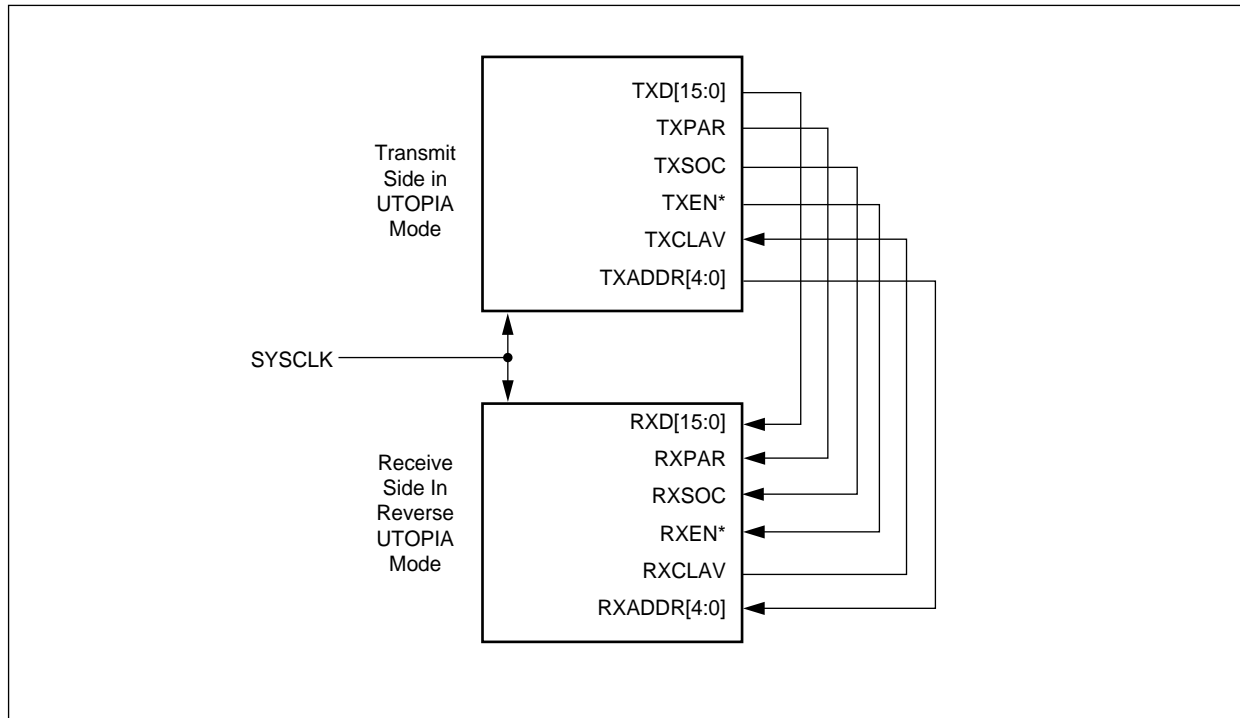 TXD[15:0]
TXPAR
TXSOC
TXEN*
TXCLAV
TXADDR[4:0]
Transmit
Side in
UTOPIA
Mode
SYSCLK
RXD[15:0]
RXPAR
RXSOC
RXEN*
RXCLAV
RXADDR[4:0]
Receive
Side In
Reverse
UTOPIA
Mode